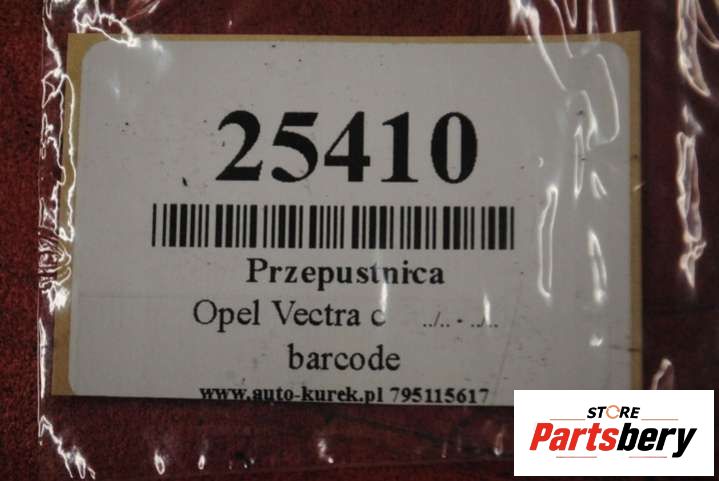 25410
Przepustnica
Opel Vectra c ../.. - ../..
barcode
www.auto-kurek.pl 795115617
STORE
Partsbery